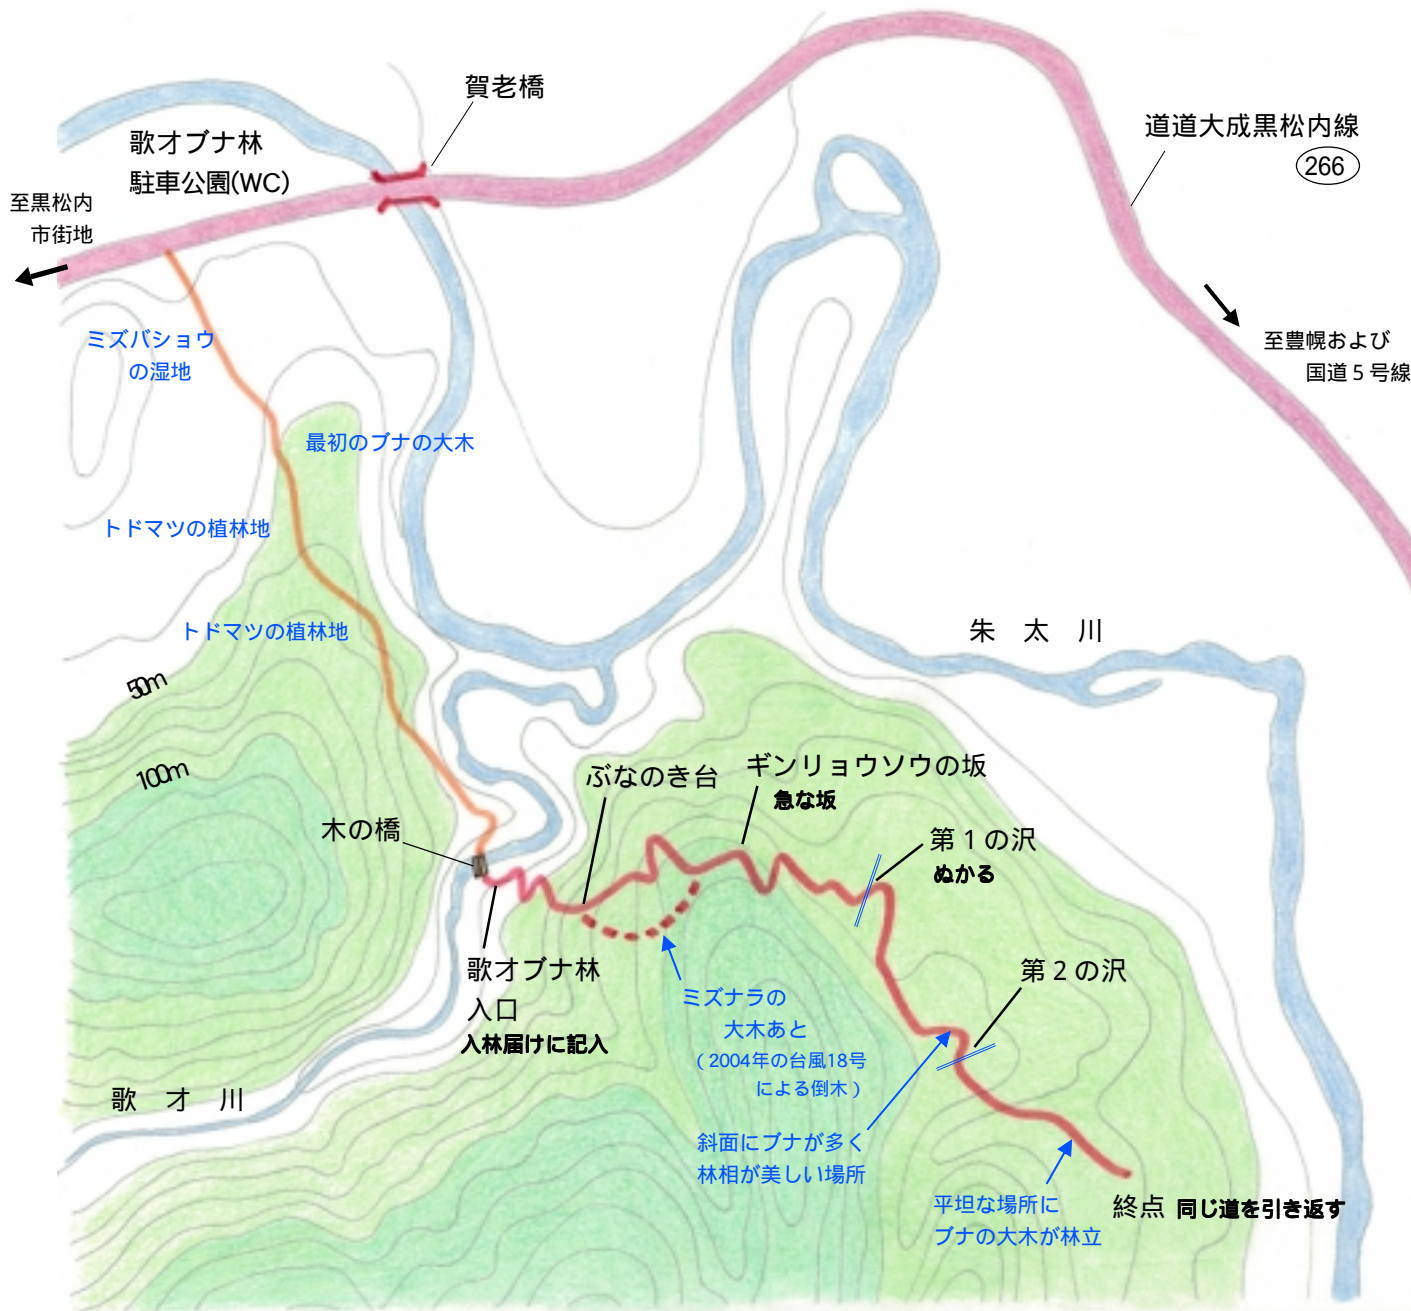 賀老橋
歌オブナ林
駐車公園(WC)
道道大成黒松内線
266
至黒松内
市街地
至豊幌および
国道5号線
ミズバショウ
の湿地
最初のブナの大木
トドマツの植林地
トドマツの植林地
朱太川
50m
100m
ぶなのき台
ギンリョウソウの坂
急な坂
木の橋
第1の沢
ぬかる
歌オブナ林
入口
入林届けに記入
第2の沢
ミズナラの
大木あと
(2004年の台風18号
による倒木)
歌才川
斜面にブナが多く
林相が美しい場所
平坦な場所に
ブナの大木が林立
終点 同じ道を引き返す